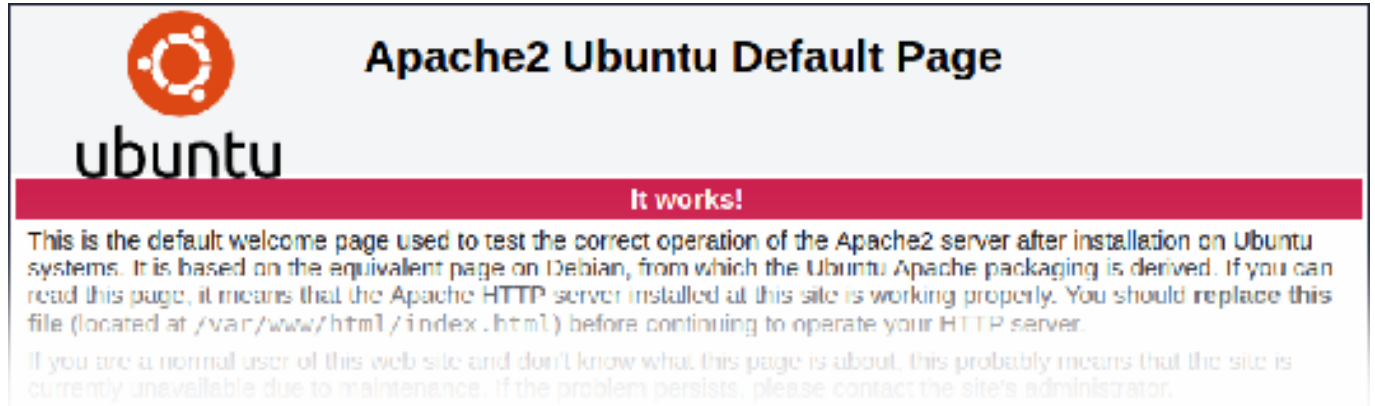 Apache2 Ubuntu Default Page
ubuntu
It works!
This is the default welcome page used to test the correct operation of the Apache2 server after installation on Ubuntu
systems. It is based on the equivalent page on Debian, from which the Ubuntu Apache packaging is derived. If you can
read this page, it means that the Apache HTTP server installed at this site is working properly. You should replace this
file (located at /var/www/html/index.html) before continuing to operate your HTTP server.
If you are a normal user of this web site and don't know what this page is about, this probably means that the site is
currently unavailable due to maintenance. If the problem persists, please contact the site's administrator.